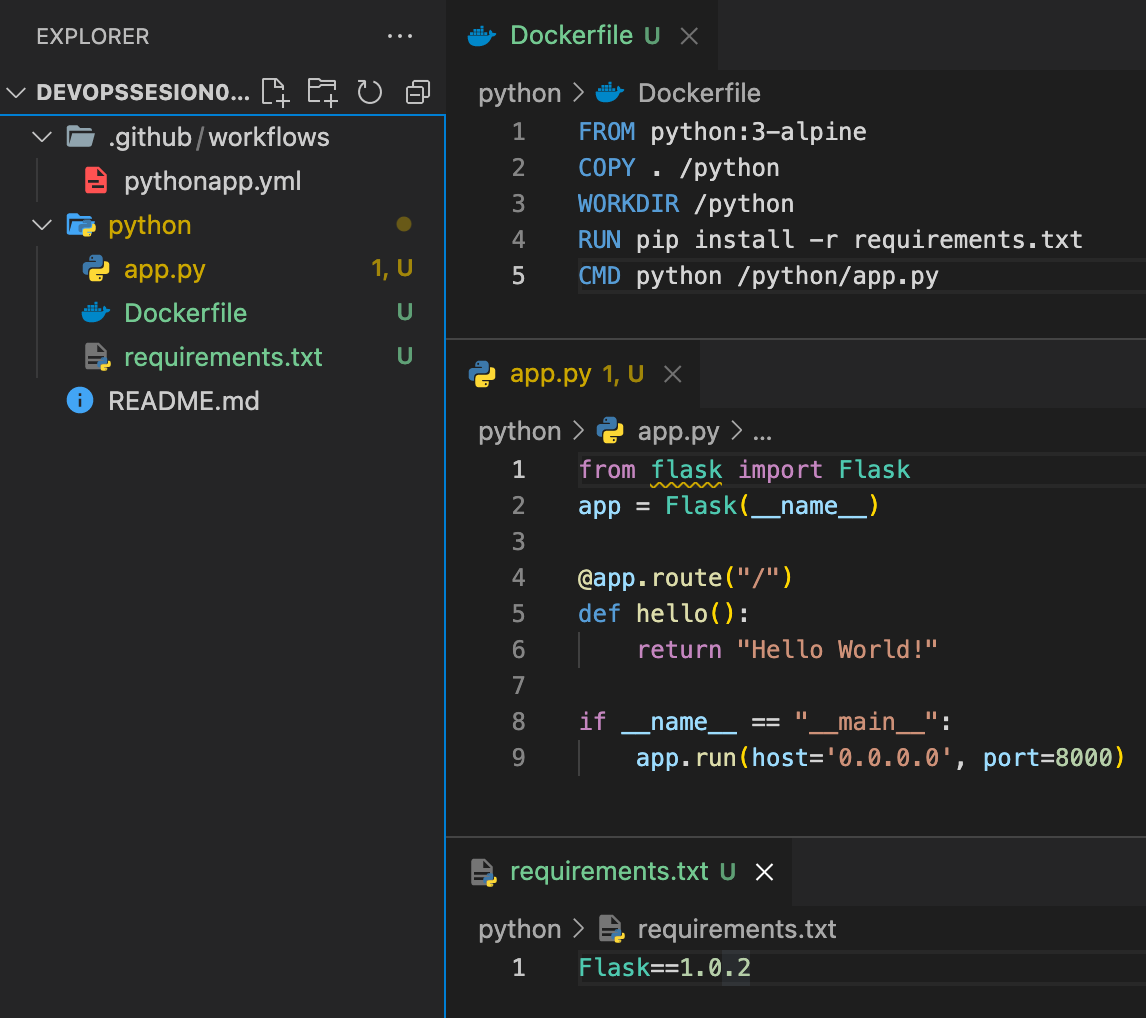 EXPLORER
DEVOPSSESION0...
.github/workflows
pythonapp.yml
python
app.py 1, U
Dockerfile U
requirements.txt U
README.md
Dockerfile U
python > Dockerfile
1 FROM python:3-alpine
2 COPY . /python
3 WORKDIR /python
4 RUN pip install -r requirements.txt
5 CMD python /python/app.py
app.py 1, U
python > app.py > ...
1 from flask import Flask
2 app = Flask(__name__)
3
4 @app.route("/")
5 def hello():
6     return "Hello World!"
7
8 if __name__ == "__main__":
9     app.run(host='0.0.0.0', port=8000)
requirements.txt U
python > requirements.txt
1 Flask==1.0.2